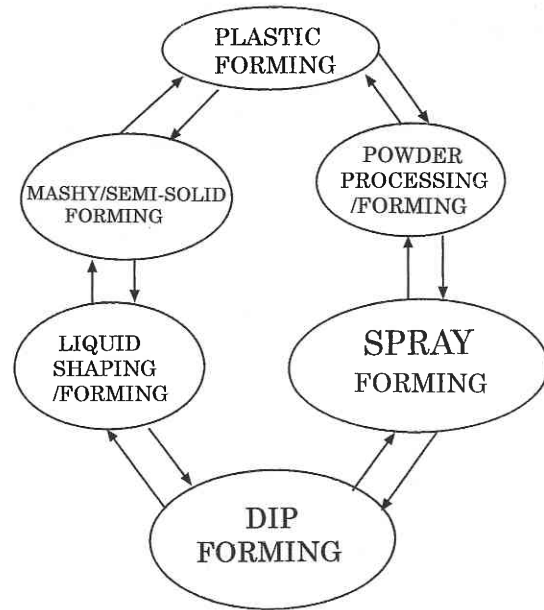 PLASTIC
FORMING
POWDER
PROCESSING
/FORMING
MASHY/SEMI-SOLID
FORMING
LIQUID
SHAPING
/FORMING
SPRAY
FORMING
DIP
FORMING